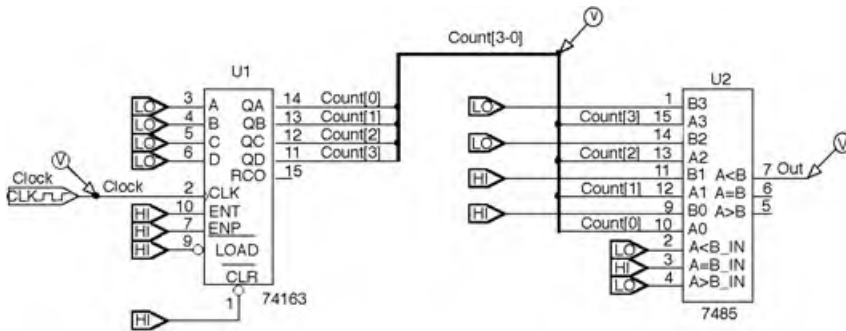 V
Count[3-0]
U1
U2
LO 3 A QA 14 Count[0]
LO 4 B QB 13 Count[1]
LO 5 C QC 12 Count[2]
LO 6 D QD 11 Count[3]
RCO 15
V
Clock
CLK
Clock
2 CLK
HI 10 ENT
HI 7 ENP
HI 9 LOAD
CLR
1
HI
74163
LO 1 B3
Count[3] 15 A3
LO 14 B2
Count[2] 13 A2
V
HI 11 B1 A<B 7 Out
Count[1] 12 A1 A=B 6
HI 9 B0 A>B 5
Count[0] 10 A0
LO 2 A<B_IN
HI 3 A=B_IN
LO 4 A>B_IN
7485